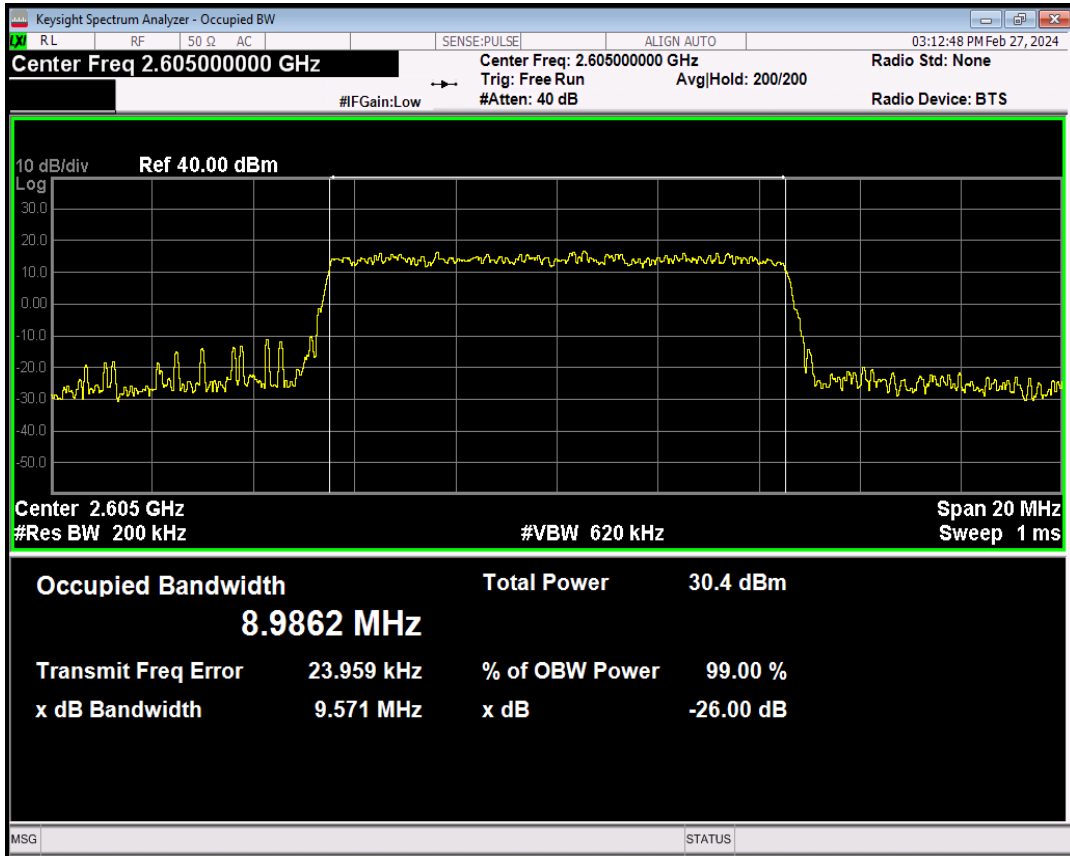 Keysight Spectrum Analyzer - Occupied BW
LXI RL RF 50 Ω AC SENSE:PULSE ALIGN AUTO 03:12:48 PM Feb 27, 2024
Center Freq 2.605000000 GHz Center Freq: 2.605000000 GHz Radio Std: None
Trig: Free Run Avg|Hold: 200/200
#IFGain:Low #Atten: 40 dB Radio Device: BTS
10 dB/div Ref 40.00 dBm
Log
30.0
20.0
10.0
0.00
-10.0
-20.0
-30.0
-40.0
-50.0
Center 2.605 GHz Span 20 MHz
#Res BW 200 kHz #VBW 620 kHz Sweep 1 ms
Occupied Bandwidth Total Power 30.4 dBm
8.9862 MHz
Transmit Freq Error 23.959 kHz % of OBW Power 99.00 %
x dB Bandwidth 9.571 MHz x dB -26.00 dB
MSG STATUS